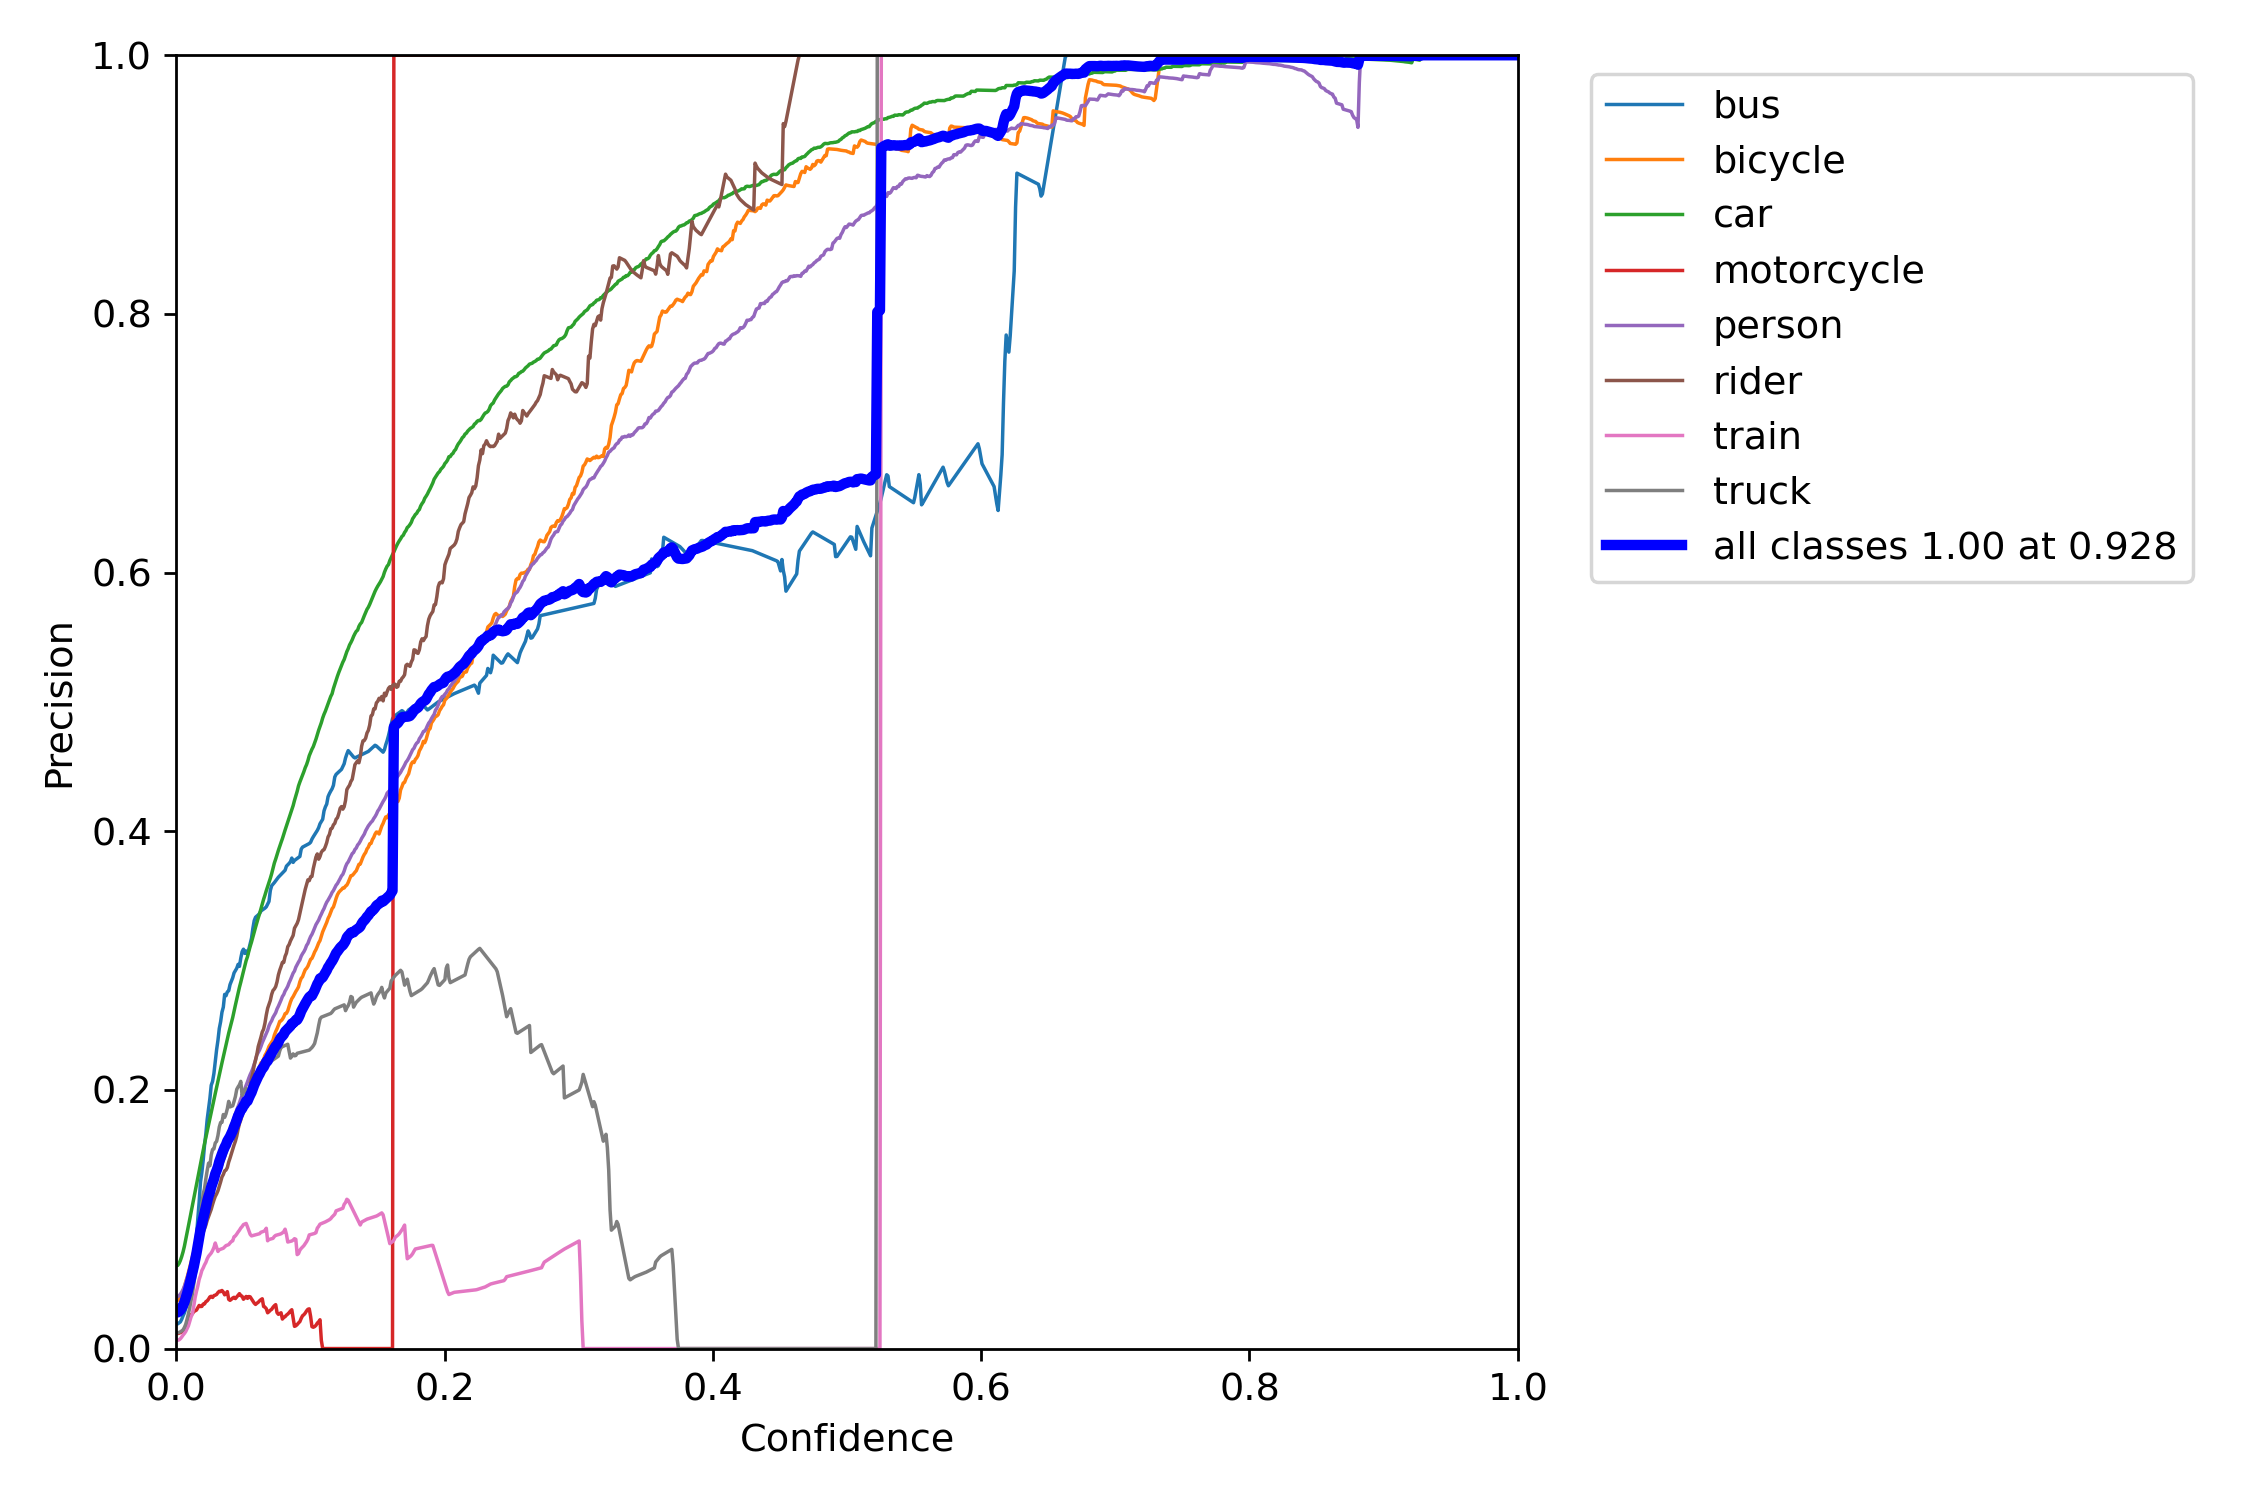 1.0
0.8
0.6
0.4
0.2
0.0
0.0 0.2 0.4 0.6 0.8 1.0
Precision
Confidence
bus
bicycle
car
motorcycle
person
rider
train
truck
all classes 1.00 at 0.928